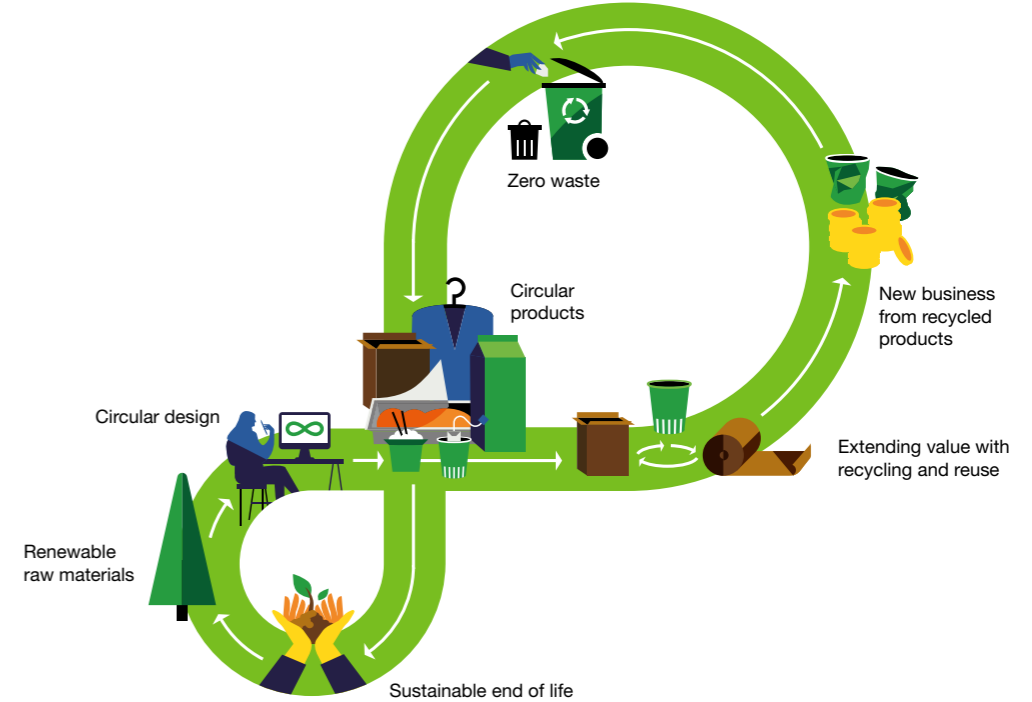 Zero waste
Circular
products
New business
from recycled
products
Circular design
Extending value with
recycling and reuse
Renewable
raw materials
Sustainable end of life